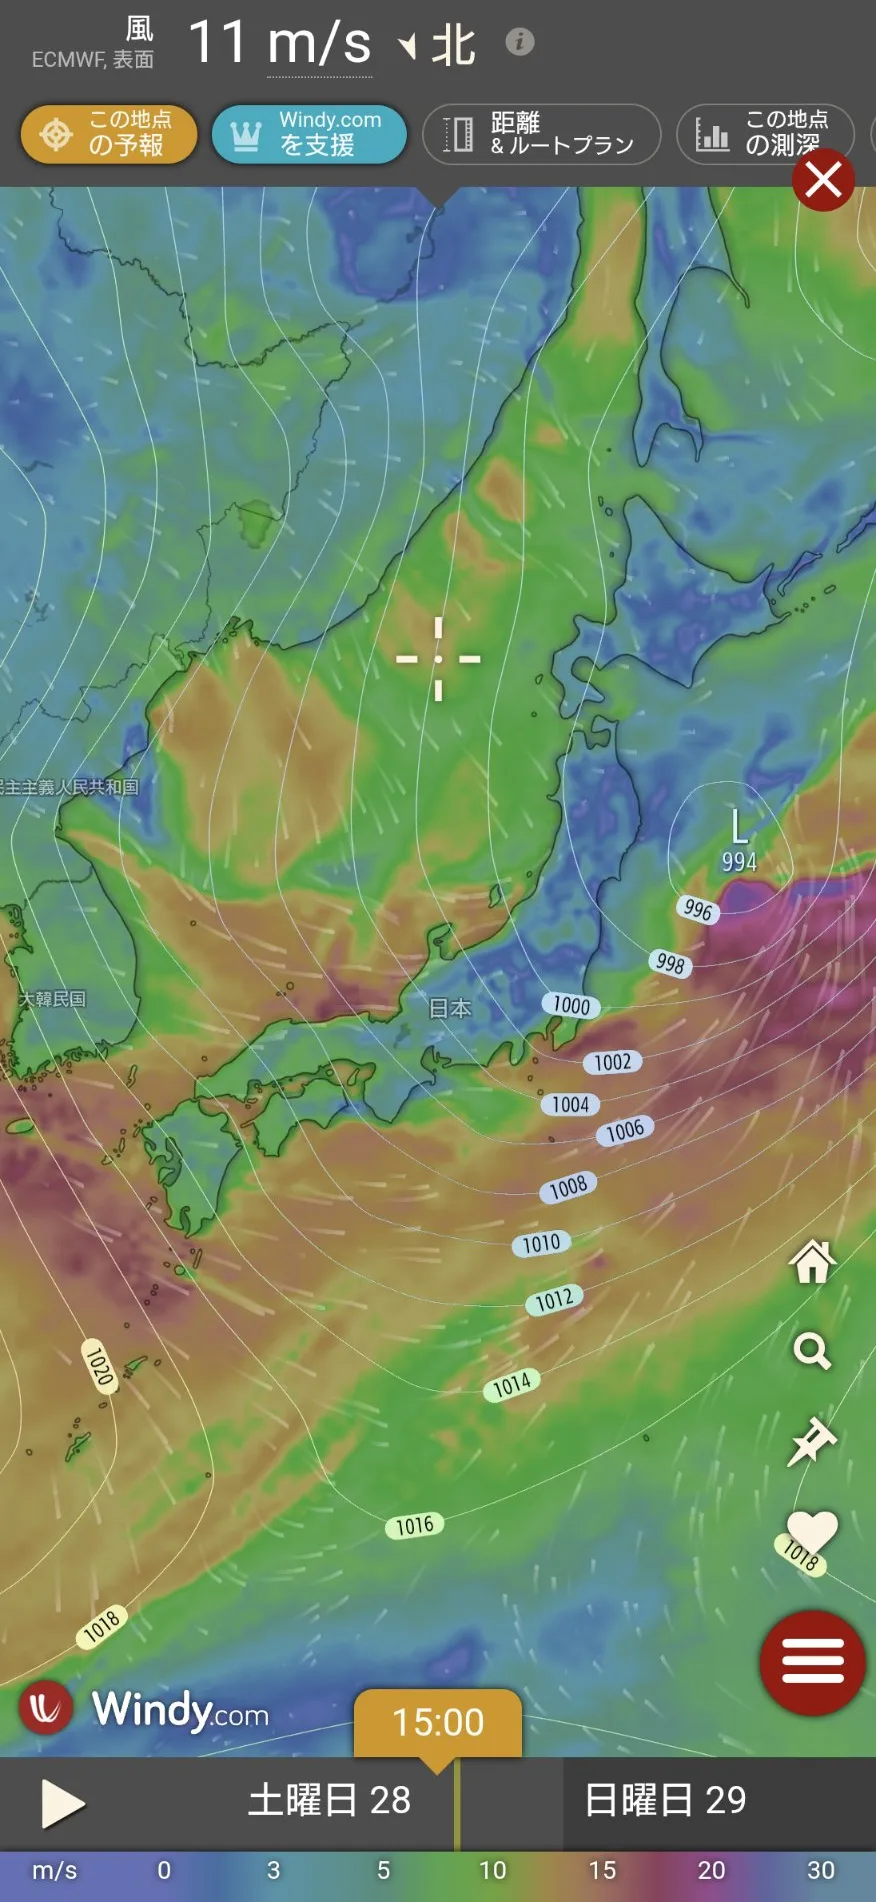 風
ECMWF, 表面
11 m/s
北
この地点
の予報
Windy.com
を支援
距離
& ルートプラン
この地点
の測深
民主主義人民共和国
L
994
996
998
大韓民国
日本
1000
1002
1004
1006
1008
1010
1012
1020
1014
1016
1018
1018
Windy.com
15:00
土曜日 28
日曜日 29
m/s 0 3 5 10 15 20 30